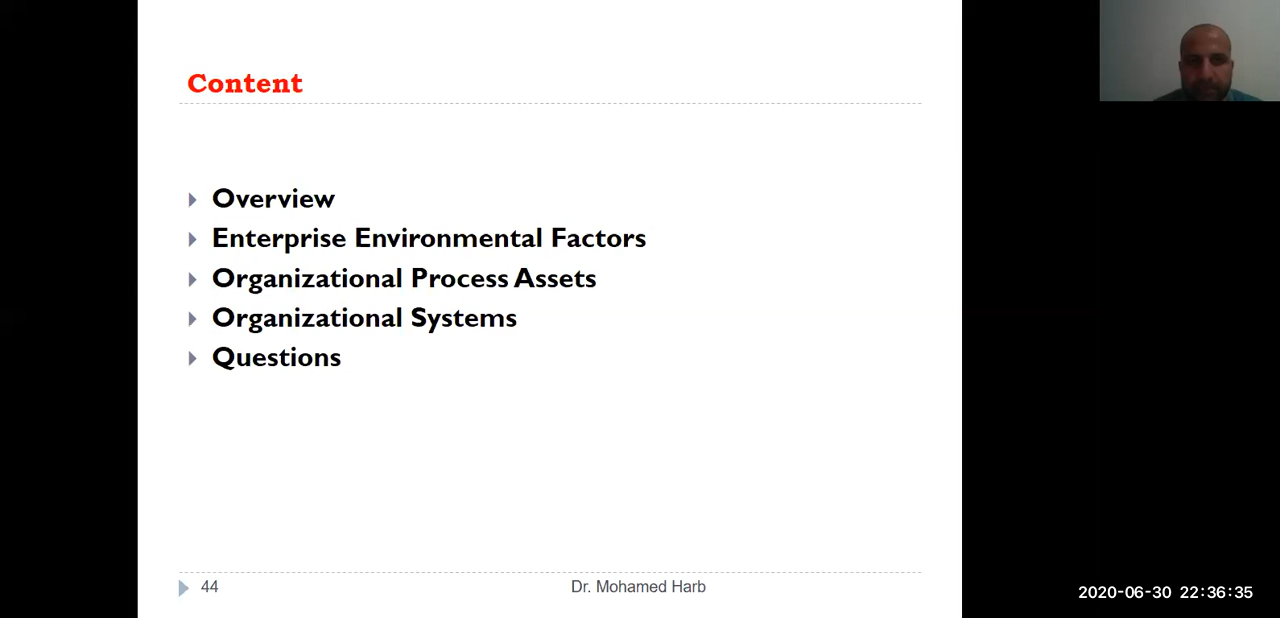 Content
Overview
Enterprise Environmental Factors
Organizational Process Assets
Organizational Systems
Questions
44
Dr. Mohamed Harb
2020-06-30 22:36:35